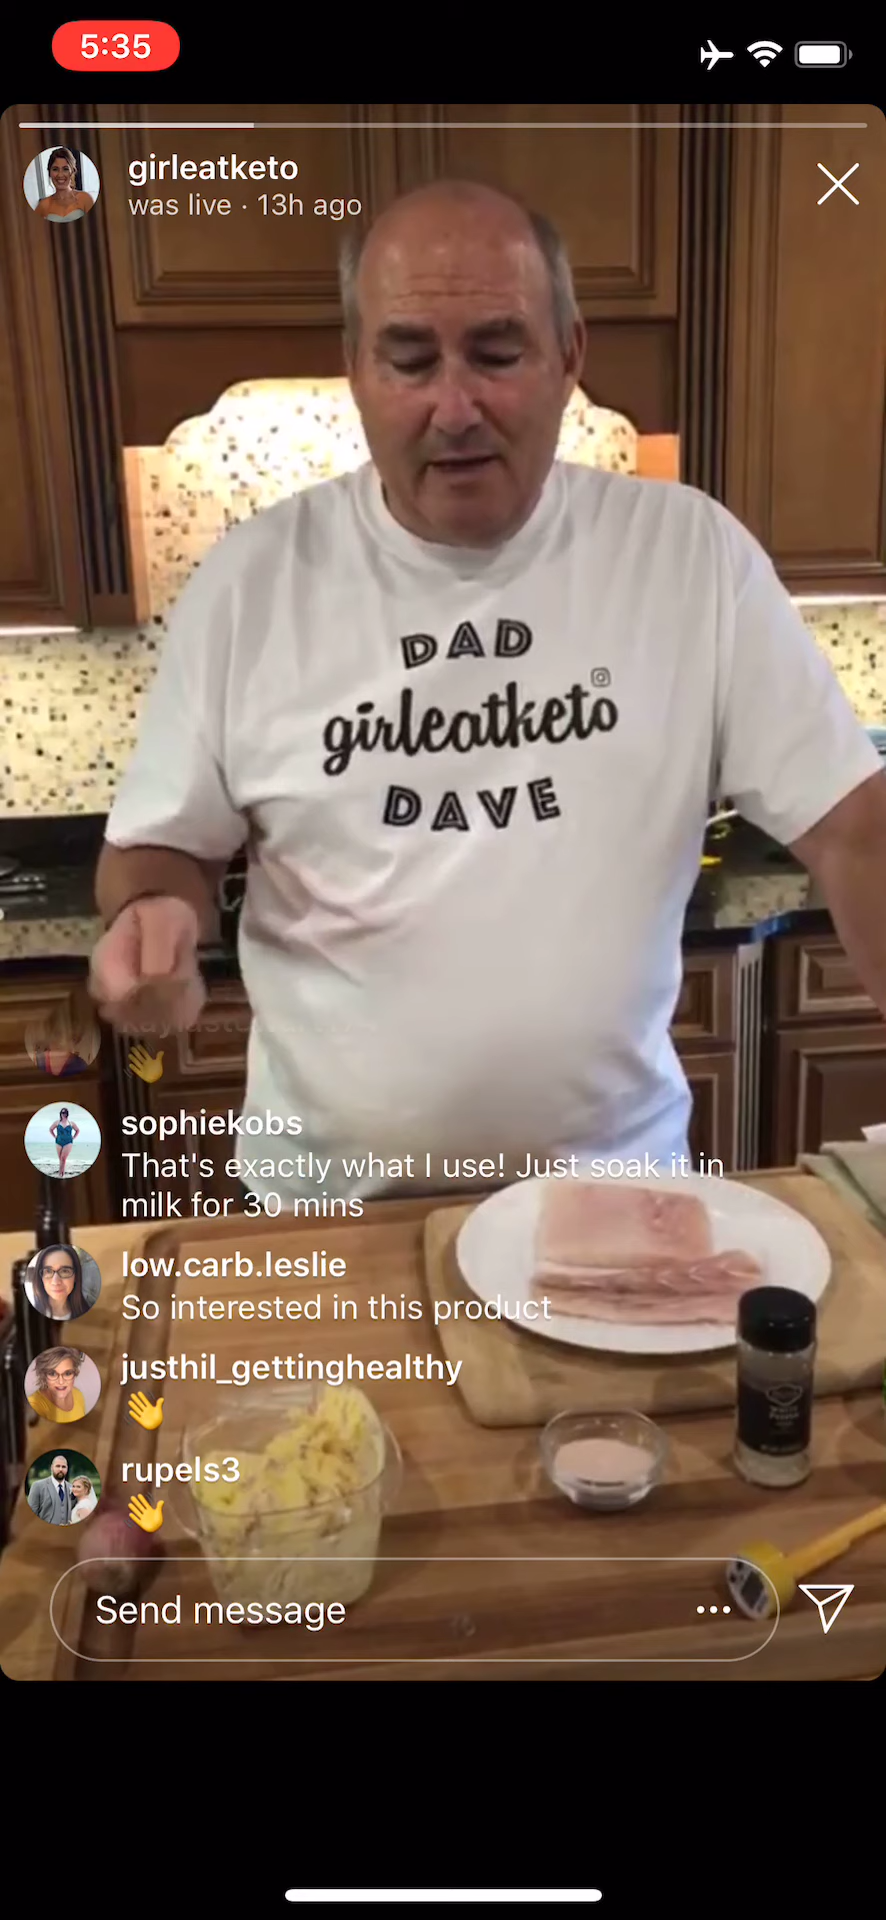 5:35
girleatketo
was live · 13h ago
DAD
girleatketo
DAVE
sophiekobs
That's exactly what I use! Just soak it in
milk for 30 mins
low.carb.leslie
So interested in this product
justhil_gettinghealthy
👋
rupels3
👋
Send message